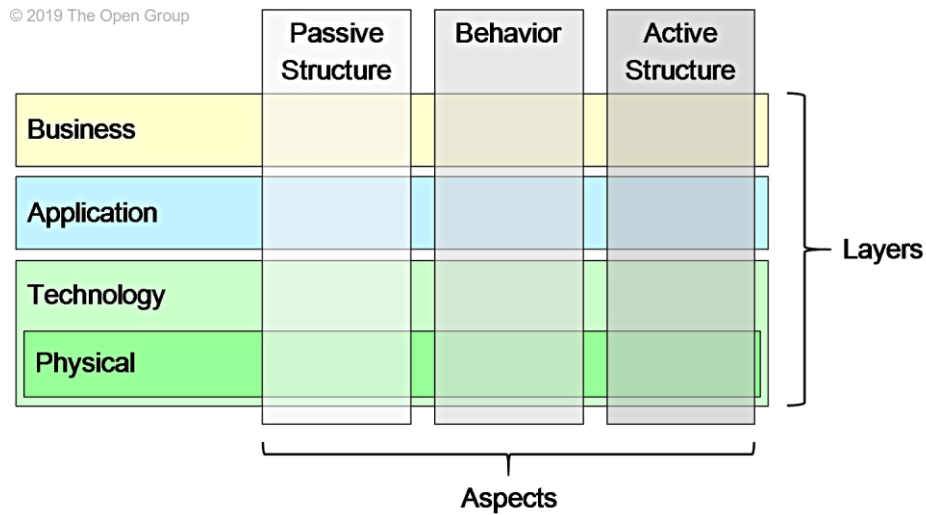 © 2019 The Open Group
Passive
Structure
Behavior
Active
Structure
Business
Application
Technology
Physical
Layers
Aspects